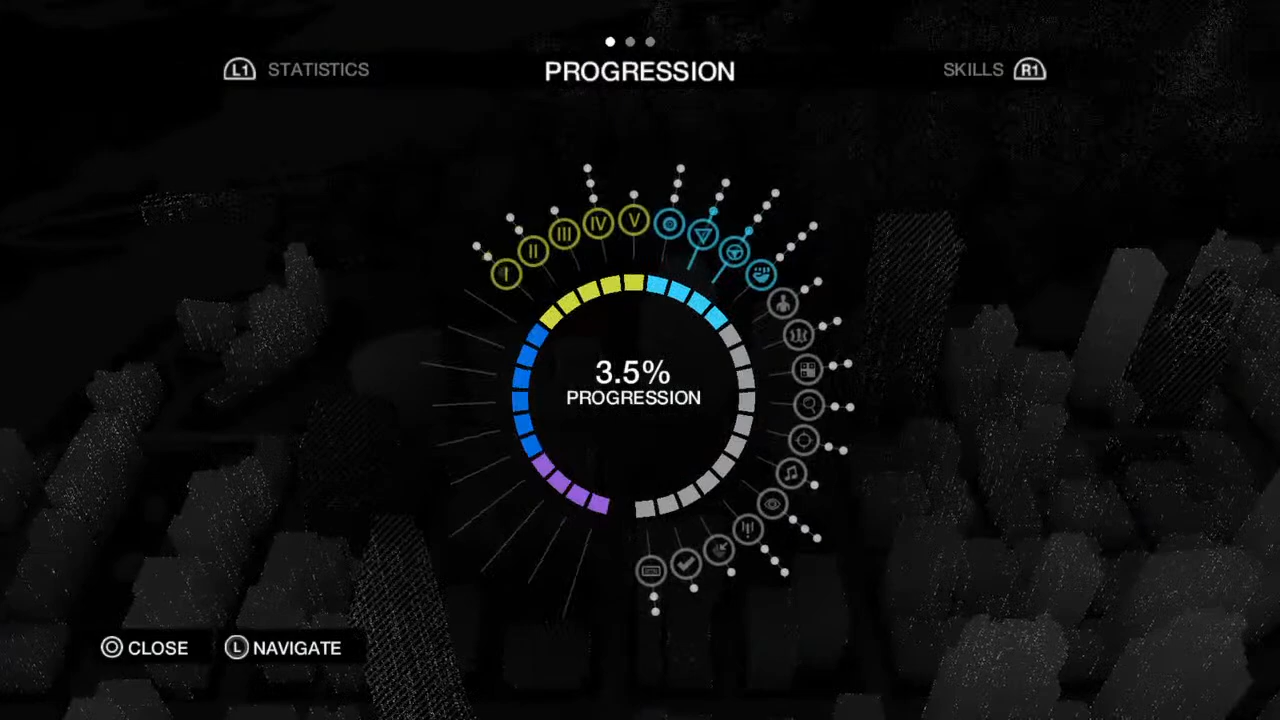 L1 STATISTICS
PROGRESSION
SKILLS R1
I II III IV V
3.5%
PROGRESSION
CLOSE
L NAVIGATE